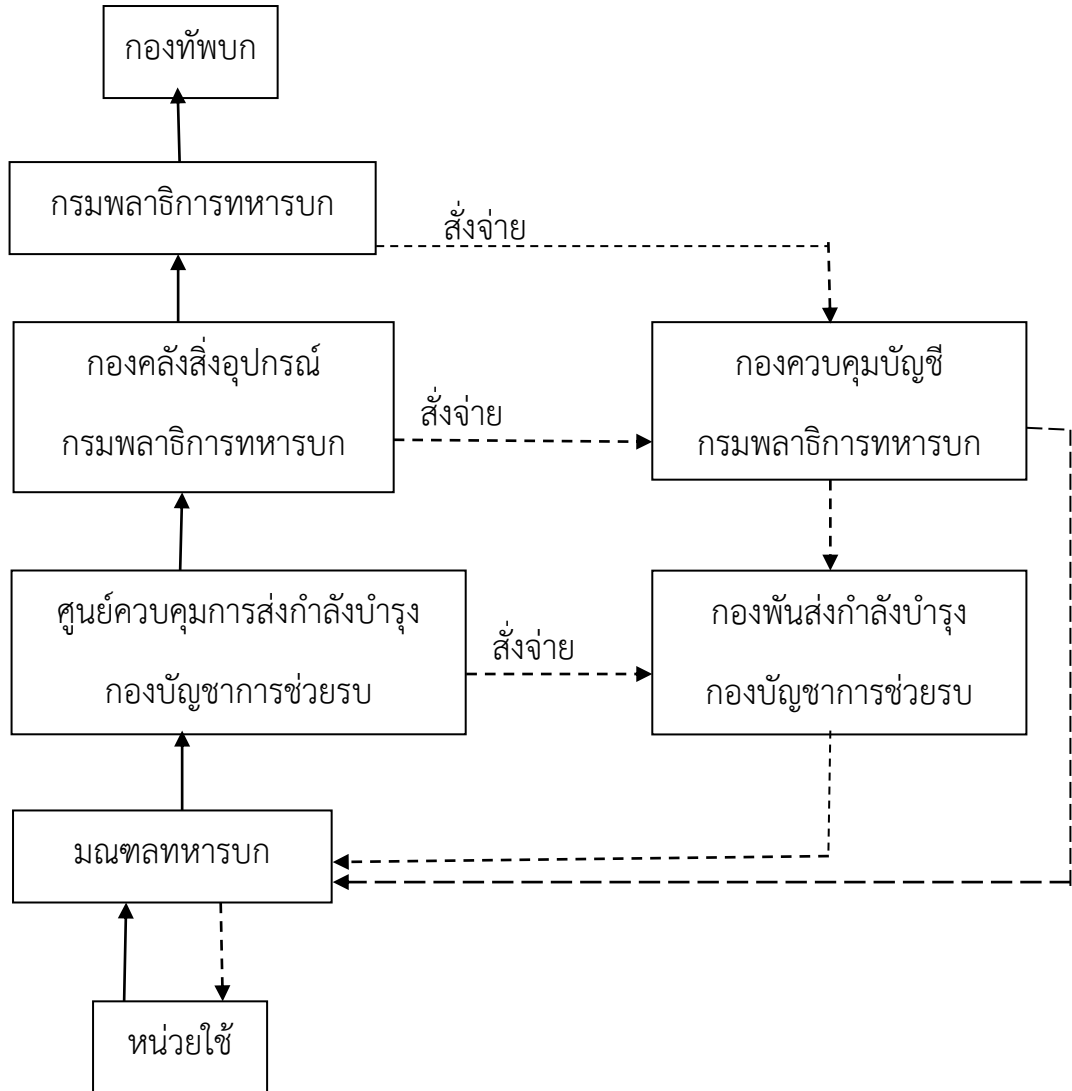 กองทัพบก
กรมพลาธิการทหารบก
สั่งจ่าย
กองคลังสิ่งอุปกรณ์
กรมพลาธิการทหารบก
สั่งจ่าย
กองควบคุมบัญชี
กรมพลาธิการทหารบก
ศูนย์ควบคุมการส่งกำลังบำรุง
กองบัญชาการช่วยรบ
สั่งจ่าย
กองพันส่งกำลังบำรุง
กองบัญชาการช่วยรบ
มณฑลทหารบก
หน่วยใช้